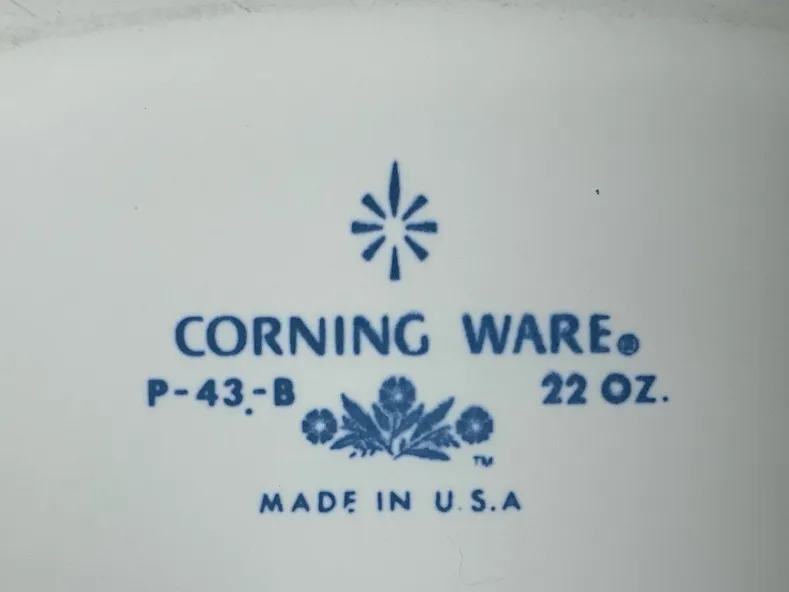 CORNING WARE®
P-43-B 22 OZ.
TM
MADE IN U.S.A